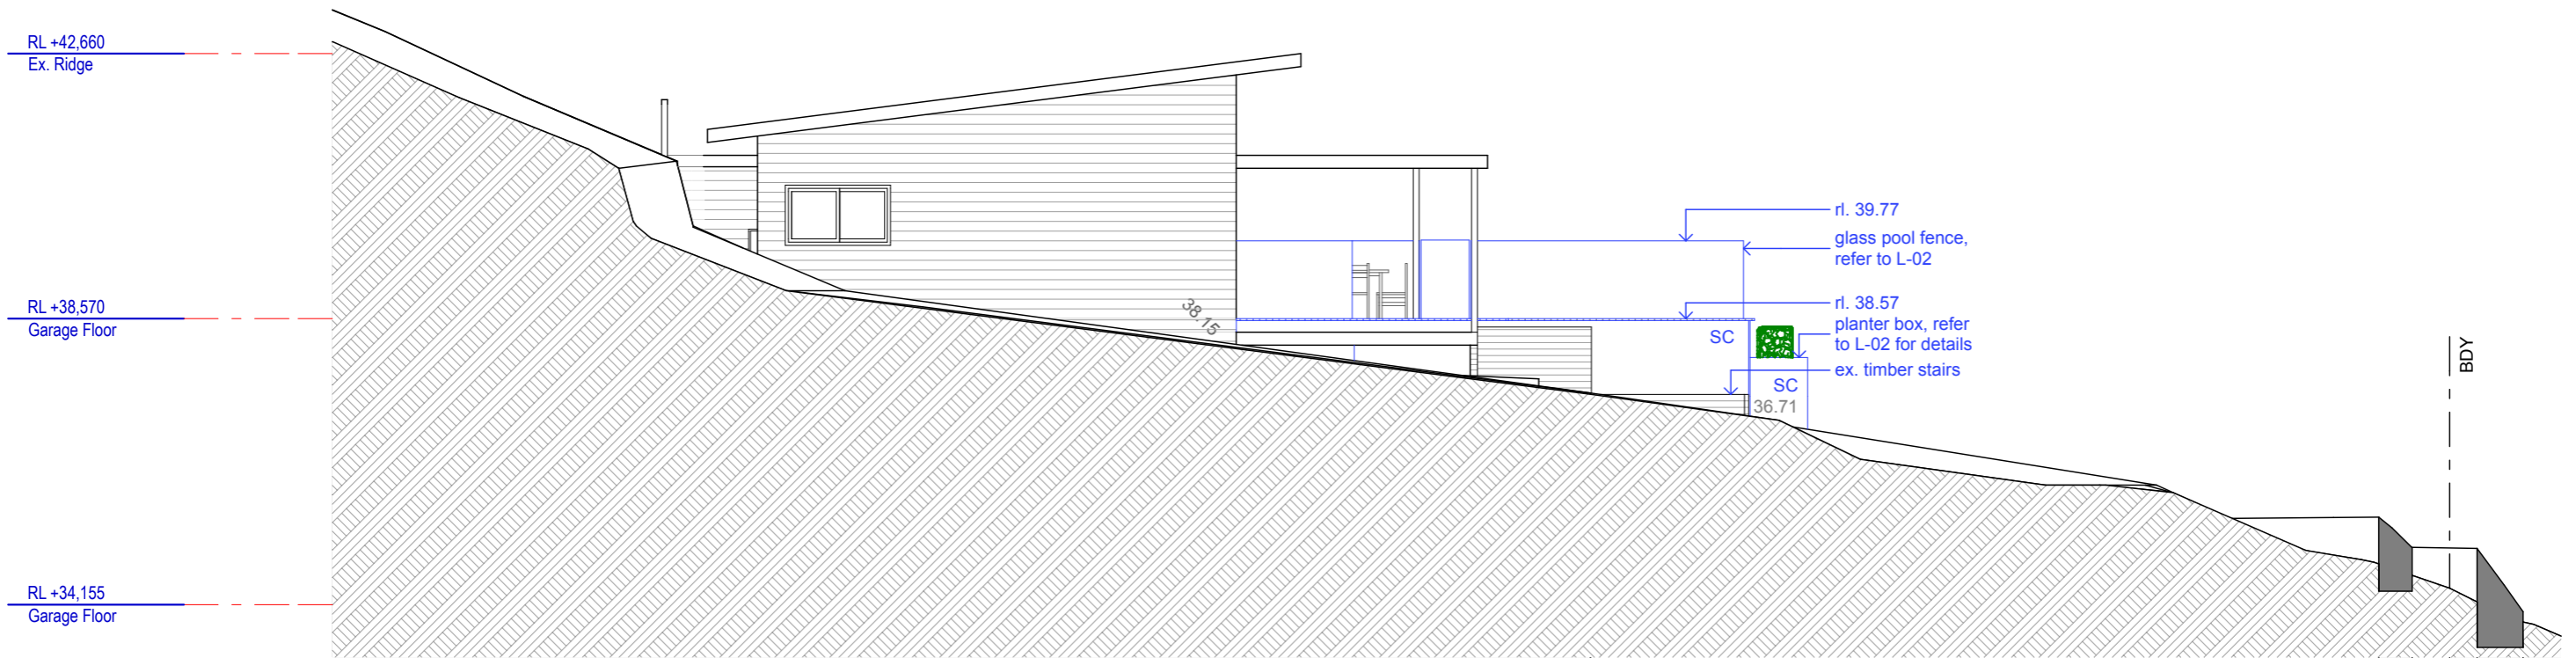 RL +42,660
Ex. Ridge
rl. 39.77
glass pool fence,
refer to L-02
RL +38,570
Garage Floor
38.15
rl. 38.57
planter box, refer
to L-02 for details
SC
ex. timber stairs
SC
36.71
BDY
RL +34,155
Garage Floor